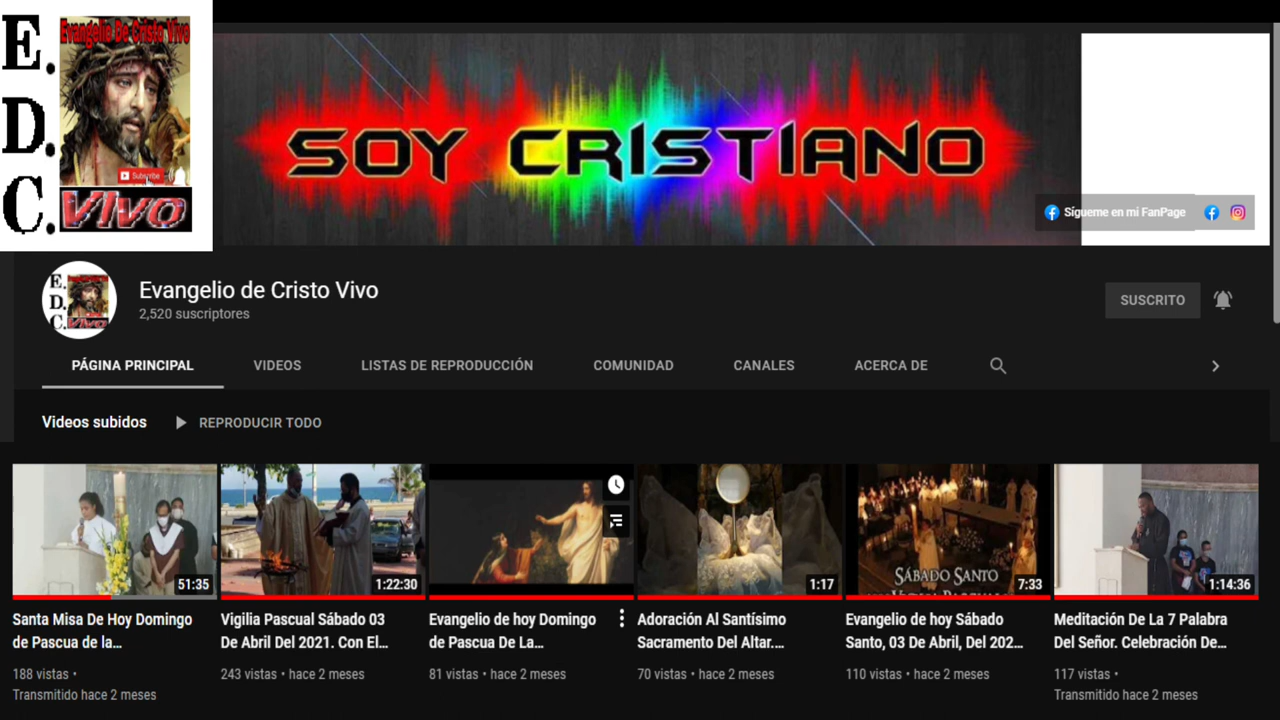 E.
D.
C.
Evangelio De Cristo Vivo
Subscribe
VIvo
SOY CRISTIANO
Sígueme en mi FanPage
Evangelio de Cristo Vivo
2,520 suscriptores
SUSCRITO
PÁGINA PRINCIPAL VIDEOS LISTAS DE REPRODUCCIÓN COMUNIDAD CANALES ACERCA DE
Videos subidos REPRODUCIR TODO
51:35
1:22:30
1:17
SÁBADO SANTO
7:33
1:14:36
Santa Misa De Hoy Domingo
de Pascua de la...
188 vistas •
Transmitido hace 2 meses
Vigilia Pascual Sábado 03
De Abril Del 2021. Con El...
243 vistas • hace 2 meses
Evangelio de hoy Domingo
de Pascua De La...
81 vistas • hace 2 meses
Adoración Al Santísimo
Sacramento Del Altar....
70 vistas • hace 2 meses
Evangelio de hoy Sábado
Santo, 03 De Abril, Del 202...
110 vistas • hace 2 meses
Meditación De La 7 Palabra
Del Señor. Celebración De...
117 vistas •
Transmitido hace 2 meses